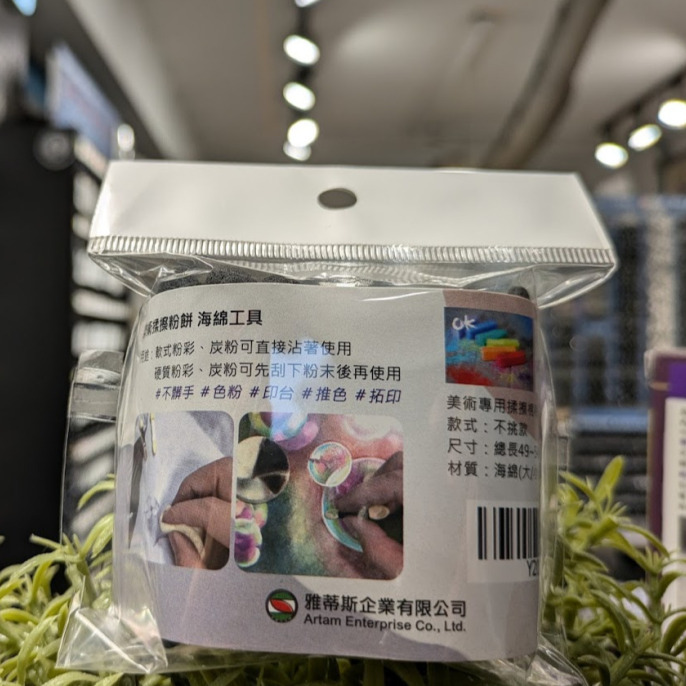 揉擦粉餅 海綿工具
軟式粉彩、炭粉可直接沾著使用
硬質粉彩、炭粉可先刮下粉末後再使用
#不髒手 #色粉 #印台 #推色 #拓印
OK
美術專用揉擦
款式：不挑款
尺寸：總長49-
材質：海綿(大)
雅蒂斯企業有限公司
Artam Enterprise Co., Ltd.